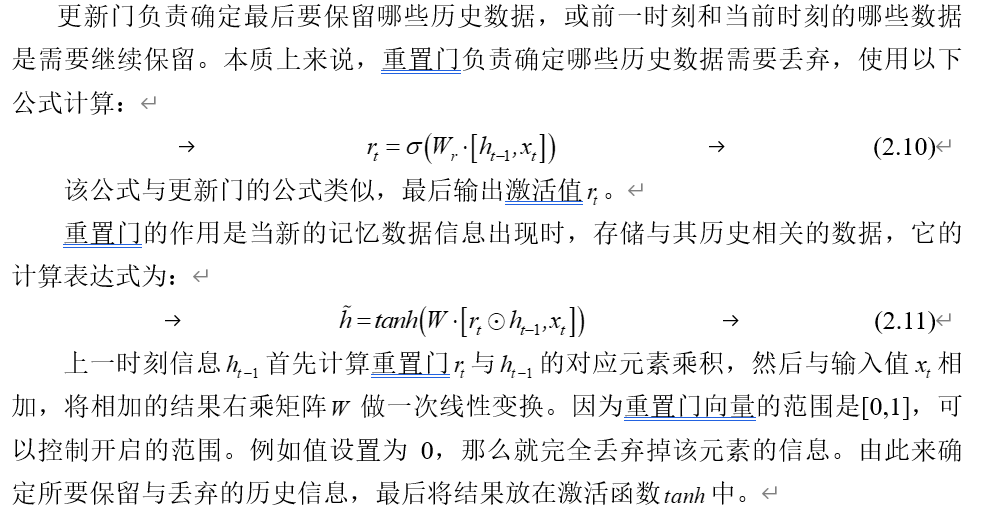 更新门负责确定最后要保留哪些历史数据，或前一时刻和当前时刻的哪些数据
是需要继续保留。本质上来说，重置门负责确定哪些历史数据需要丢弃，使用以下
公式计算：↵
→ r_t = σ(W_r·[h_{t-1},x_t]) → (2.10)↵
该公式与更新门的公式类似，最后输出激活值 r_t。↵
重置门的作用是当新的记忆数据信息出现时，存储与其历史相关的数据，它的
计算表达式为：↵
→ h̃ = tanh(W·[r_t ⊙ h_{t-1},x_t]) → (2.11)↵
上一时刻信息 h_{t-1} 首先计算重置门 r_t 与 h_{t-1} 的对应元素乘积，然后与输入值 x_t 相
加，将相加的结果右乘矩阵 W 做一次线性变换。因为重置门向量的范围是[0,1]，可
以控制开启的范围。例如值设置为 0，那么就完全丢弃掉该元素的信息。由此来确
定所要保留与丢弃的历史信息，最后将结果放在激活函数 tanh 中。↵